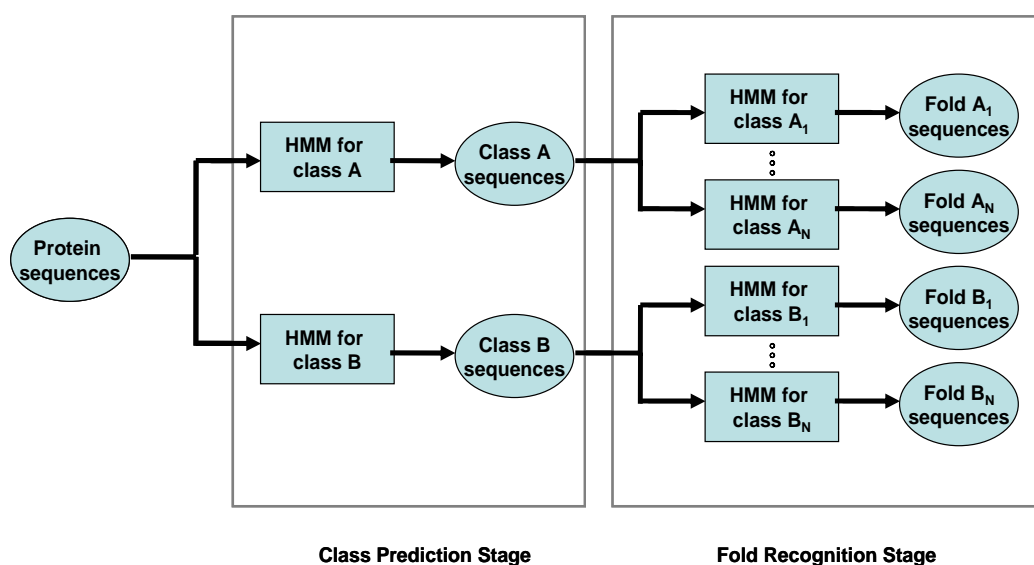 Protein
sequences
HMM for
class A
Class A
sequences
HMM for
class B
Class B
sequences
HMM for
class A₁
Fold A₁
sequences
HMM for
class Aₙ
Fold Aₙ
sequences
HMM for
class B₁
Fold B₁
sequences
HMM for
class Bₙ
Fold Bₙ
sequences
Class Prediction Stage
Fold Recognition Stage